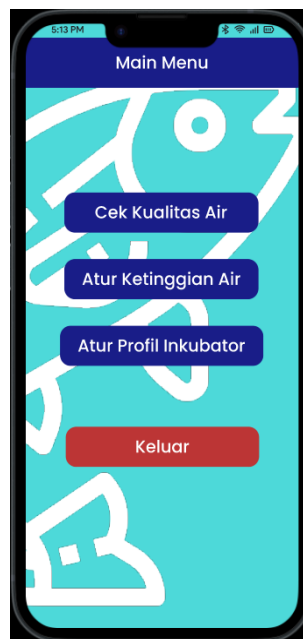 5:13 PM
Main Menu
Cek Kualitas Air
Atur Ketinggian Air
Atur Profil Inkubator
Keluar